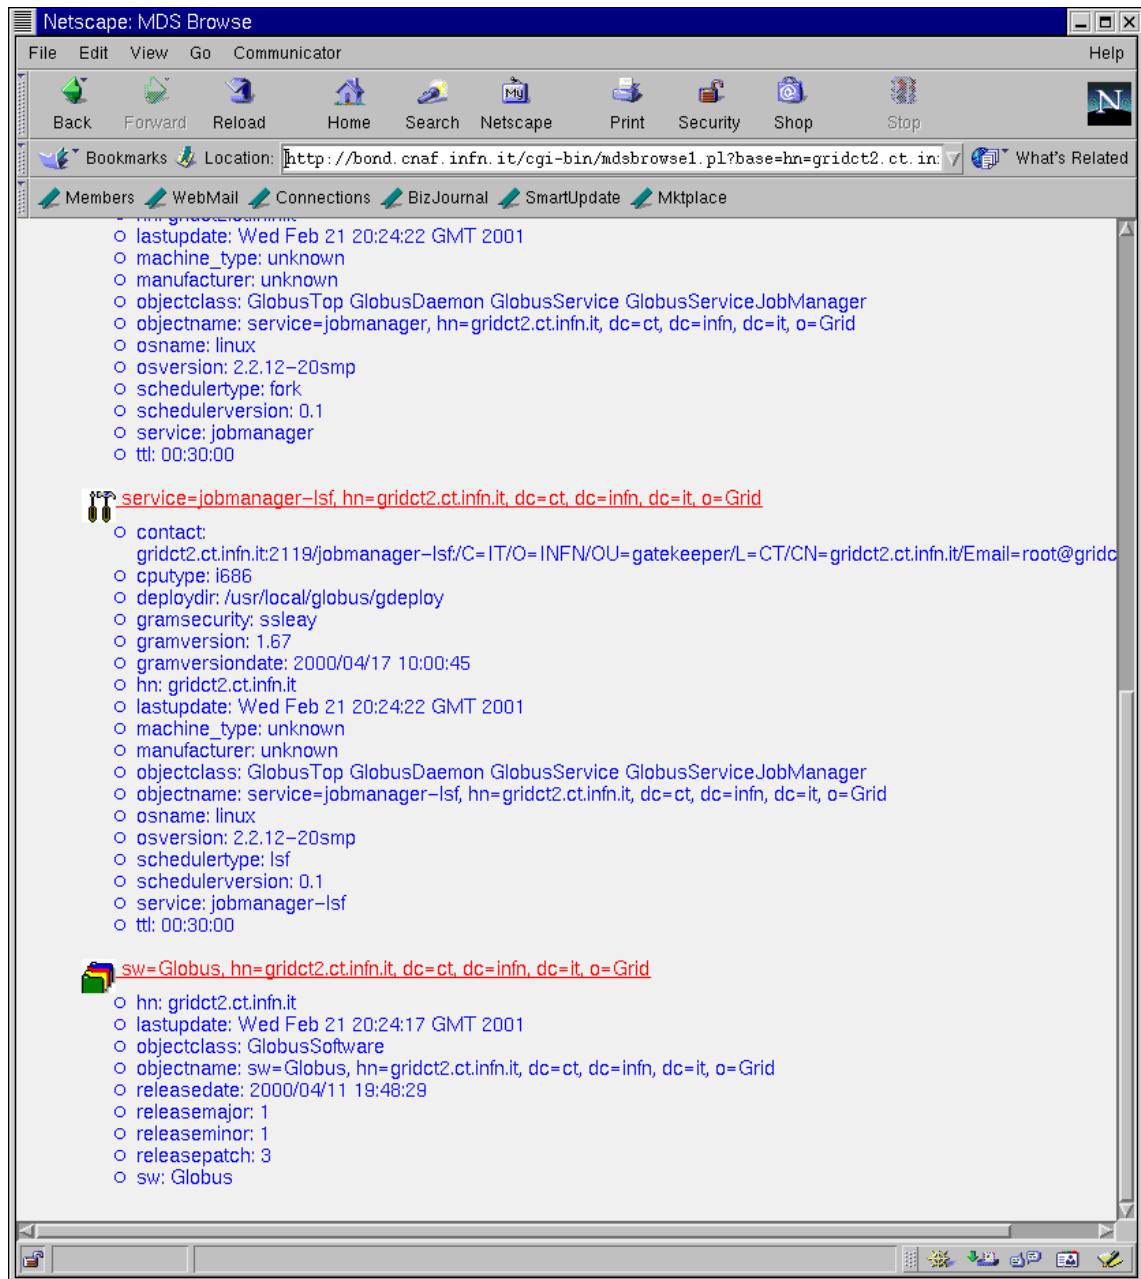 Netscape: MDS Browse
File Edit View Go Communicator Help
Back Forward Reload Home Search Netscape Print Security Shop Stop
My
N
Bookmarks Location: http://bond.cnaf.infn.it/cgi-bin/mdsbrowse1.pl?base=hn=gridct2.ct.in: What's Related
Members WebMail Connections BizJournal SmartUpdate Mktplace
lastupdate: Wed Feb 21 20:24:22 GMT 2001
machine_type: unknown
manufacturer: unknown
objectclass: GlobusTop GlobusDaemon GlobusService GlobusServiceJobManager
objectname: service=jobmanager, hn=gridct2.ct.infn.it, dc=ct, dc=infn, dc=it, o=Grid
osname: linux
osversion: 2.2.12-20smp
schedulertype: fork
schedulerversion: 0.1
service: jobmanager
ttl: 00:30:00
service=jobmanager-lsf, hn=gridct2.ct.infn.it, dc=ct, dc=infn, dc=it, o=Grid
contact:
gridct2.ct.infn.it:2119/jobmanager-lsf:/C=IT/O=INFN/OU=gatekeeper/L=CT/CN=gridct2.ct.infn.it/Email=root@gridc
cputype: i686
deploydir: /usr/local/globus/gdeploy
gramsecurity: ssleay
gramversion: 1.67
gramversiondate: 2000/04/17 10:00:45
hn: gridct2.ct.infn.it
lastupdate: Wed Feb 21 20:24:22 GMT 2001
machine_type: unknown
manufacturer: unknown
objectclass: GlobusTop GlobusDaemon GlobusService GlobusServiceJobManager
objectname: service=jobmanager-lsf, hn=gridct2.ct.infn.it, dc=ct, dc=infn, dc=it, o=Grid
osname: linux
osversion: 2.2.12-20smp
schedulertype: lsf
schedulerversion: 0.1
service: jobmanager-lsf
ttl: 00:30:00
sw=Globus, hn=gridct2.ct.infn.it, dc=ct, dc=infn, dc=it, o=Grid
hn: gridct2.ct.infn.it
lastupdate: Wed Feb 21 20:24:17 GMT 2001
objectclass: GlobusSoftware
objectname: sw=Globus, hn=gridct2.ct.infn.it, dc=ct, dc=infn, dc=it, o=Grid
releasedate: 2000/04/11 19:48:29
releasemajor: 1
releaseminor: 1
releasepatch: 3
sw: Globus